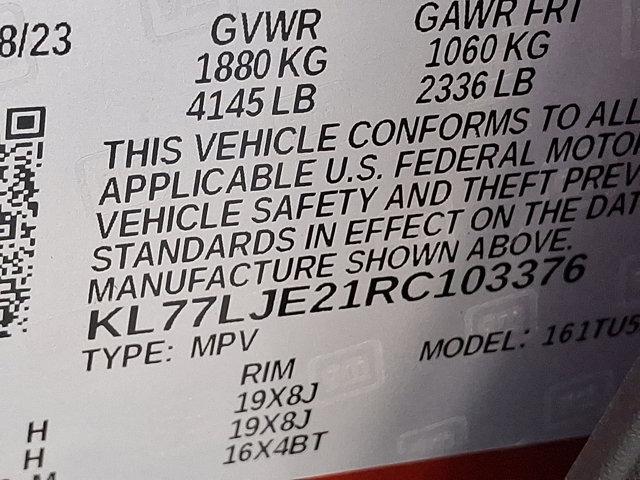 8/23
GVWR
GAWR FRT
1880 KG
1060 KG
4145 LB
2336 LB
THIS VEHICLE CONFORMS TO ALL
APPLICABLE U.S. FEDERAL MOTO
VEHICLE SAFETY AND THEFT PREV
STANDARDS IN EFFECT ON THE DAT
MANUFACTURE SHOWN ABOVE.
KL77LJE21RC103376
TYPE: MPV
MODEL: 161TU5
RIM
19X8J
H 19X8J
H 16X4BT